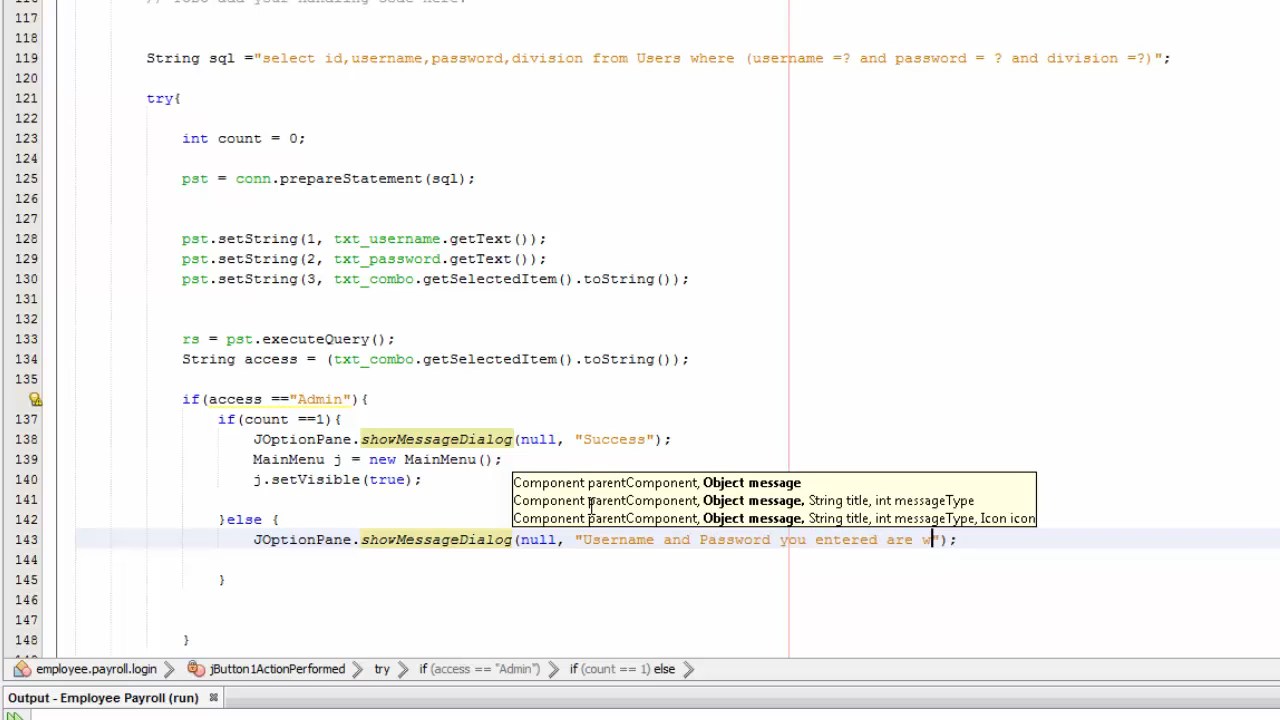 116 // TODO add your handling code here:
117
118
119 String sql ="select id,username,password,division from Users where (username =? and password = ? and division =?)";
120
121 try{
122
123 int count = 0;
124
125 pst = conn.prepareStatement(sql);
126
127
128 pst.setString(1, txt_username.getText());
129 pst.setString(2, txt_password.getText());
130 pst.setString(3, txt_combo.getSelectedItem().toString());
131
132
133 rs = pst.executeQuery();
134 String access = (txt_combo.getSelectedItem().toString());
135
if(access =="Admin"){
137 if(count ==1){
138 JOptionPane.showMessageDialog(null, "Success");
139 MainMenu j = new MainMenu();
140 j.setVisible(true);
Component parentComponent, Object message
141 Component parentComponent, Object message, String title, int messageType
142 }else {
Component parentComponent, Object message, String title, int messageType, Icon icon
143 JOptionPane.showMessageDialog(null, "Username and Password you entered are w");
144
145 }
146
147
148 }
employee.payroll.login jButton1ActionPerformed try if (access == "Admin") if (count == 1) else
Output - Employee Payroll (run)